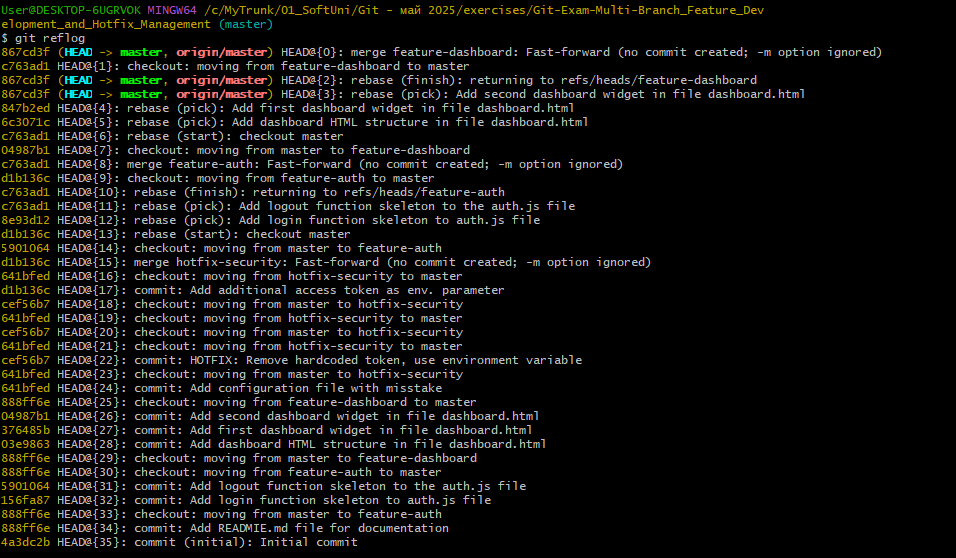 User@DESKTOP-6UGRVOK MINGW64 /c/MyTrunk/01_SoftUni/Git - май 2025/exercises/Git-Exam-Multi-Branch_Feature_Dev
elopment_and_Hotfix_Management (master)
$ git reflog
867cd3f (HEAD -> master, origin/master) HEAD@{0}: merge feature-dashboard: Fast-forward (no commit created; -m option ignored)
c763ad1 HEAD@{1}: checkout: moving from feature-dashboard to master
867cd3f (HEAD -> master, origin/master) HEAD@{2}: rebase (finish): returning to refs/heads/feature-dashboard
867cd3f (HEAD -> master, origin/master) HEAD@{3}: rebase (pick): Add second dashboard widget in file dashboard.html
847b2ed HEAD@{4}: rebase (pick): Add first dashboard widget in file dashboard.html
6c3071c HEAD@{5}: rebase (pick): Add dashboard HTML structure in file dashboard.html
c763ad1 HEAD@{6}: rebase (start): checkout master
04987b1 HEAD@{7}: checkout: moving from master to feature-dashboard
c763ad1 HEAD@{8}: merge feature-auth: Fast-forward (no commit created; -m option ignored)
d1b136c HEAD@{9}: checkout: moving from feature-auth to master
c763ad1 HEAD@{10}: rebase (finish): returning to refs/heads/feature-auth
c763ad1 HEAD@{11}: rebase (pick): Add logout function skeleton to the auth.js file
8e93d12 HEAD@{12}: rebase (pick): Add login function skeleton to auth.js file
d1b136c HEAD@{13}: rebase (start): checkout master
5901064 HEAD@{14}: checkout: moving from master to feature-auth
d1b136c HEAD@{15}: merge hotfix-security: Fast-forward (no commit created; -m option ignored)
641bfed HEAD@{16}: checkout: moving from hotfix-security to master
d1b136c HEAD@{17}: commit: Add additional access token as env. parameter
cef56b7 HEAD@{18}: checkout: moving from master to hotfix-security
641bfed HEAD@{19}: checkout: moving from hotfix-security to master
cef56b7 HEAD@{20}: checkout: moving from master to hotfix-security
641bfed HEAD@{21}: checkout: moving from hotfix-security to master
cef56b7 HEAD@{22}: commit: HOTFIX: Remove hardcoded token, use environment variable
641bfed HEAD@{23}: checkout: moving from master to hotfix-security
641bfed HEAD@{24}: commit: Add configuration file with misstake
888ff6e HEAD@{25}: checkout: moving from feature-dashboard to master
04987b1 HEAD@{26}: commit: Add second dashboard widget in file dashboard.html
376485b HEAD@{27}: commit: Add first dashboard widget in file dashboard.html
03e9863 HEAD@{28}: commit: Add dashboard HTML structure in file dashboard.html
888ff6e HEAD@{29}: checkout: moving from master to feature-dashboard
888ff6e HEAD@{30}: checkout: moving from feature-auth to master
5901064 HEAD@{31}: commit: Add logout function skeleton to the auth.js file
156fa87 HEAD@{32}: commit: Add login function skeleton to auth.js file
888ff6e HEAD@{33}: checkout: moving from master to feature-auth
888ff6e HEAD@{34}: commit: Add READMIE.md file for documentation
4a3dc2b HEAD@{35}: commit (initial): Initial commit